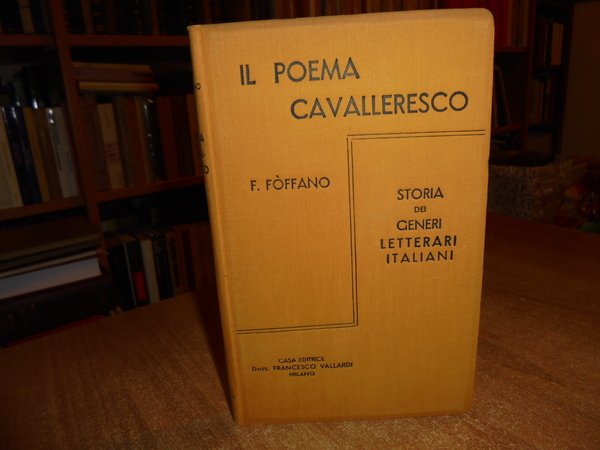 IL POEMA
CAVALLERESCO
F. FÒFFANO
STORIA
DEI
GENERI
LETTERARI
ITALIANI
CASA EDITRICE
Dott. FRANCESCO VALLARDI
MILANO